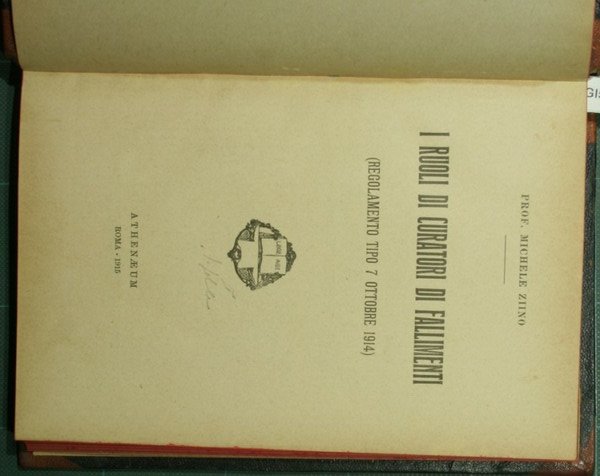 PROF. MICHELE ZIINO
I RUOLI DI CURATORI DI FALLIMENTI
(REGOLAMENTO TIPO 7 OTTOBRE 1914)
ATHENÆUM
ROMA - 1915